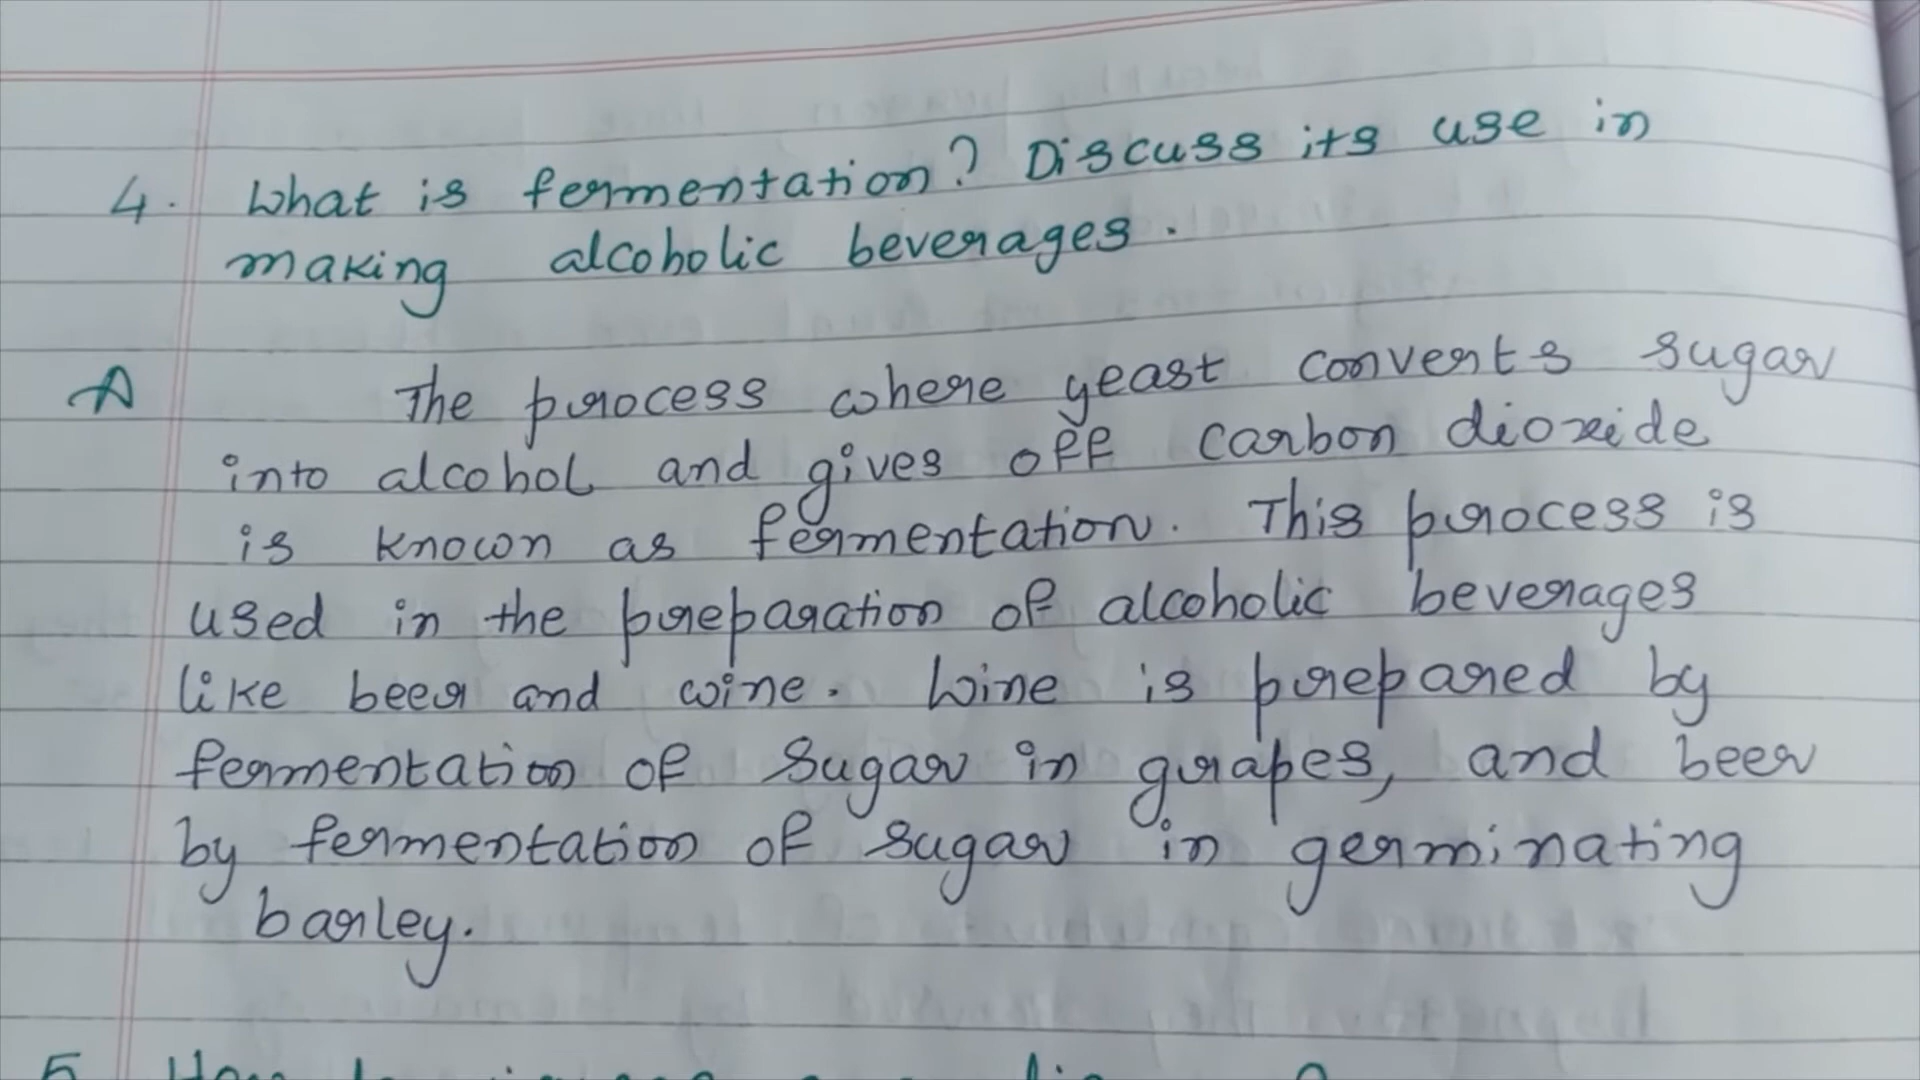 4. What is fermentation? Discuss its use in
making alcoholic beverages.
A The process where yeast converts sugar
into alcohol and gives off carbon dioxide
is known as fermentation. This process is
used in the preparation of alcoholic beverages
like beer and wine. Wine is prepared by
fermentation of sugar in grapes, and beer
by fermentation of sugar in germinating
barley.
5 How